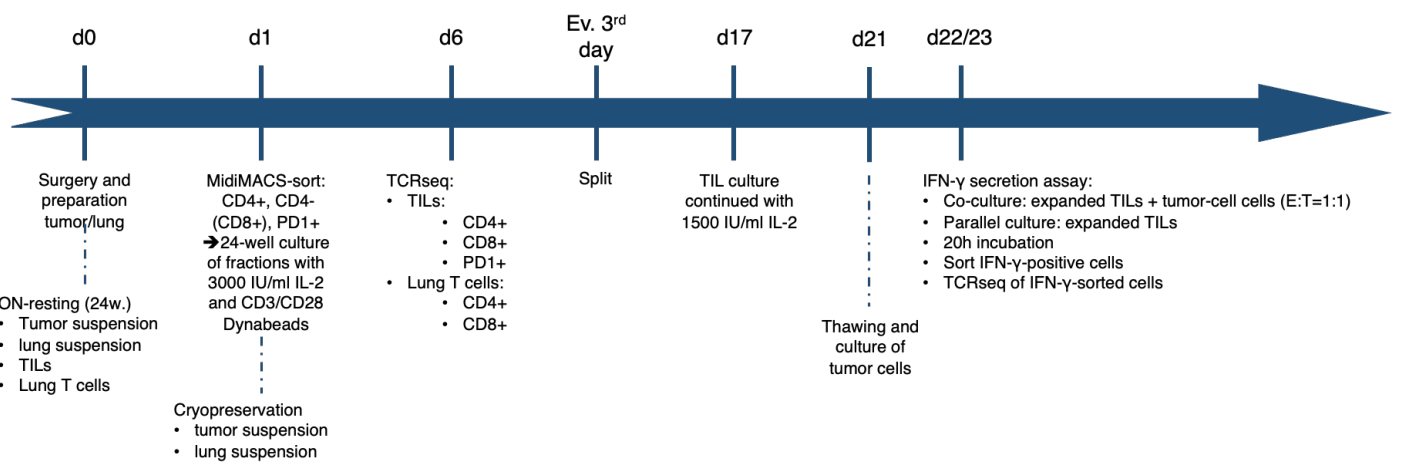 d0
d1
d6
Ev. 3rd
day
d17
d21
d22/23
Surgery and
preparation
tumor/lung
ON-resting (24w.)
• Tumor suspension
• lung suspension
• TILs
• Lung T cells
MidiMACS-sort:
CD4+, CD4-
(CD8+), PD1+
➔24-well culture
of fractions with
3000 IU/ml IL-2
and CD3/CD28
Dynabeads
Cryopreservation
• tumor suspension
• lung suspension
TCRseq:
• TILs:
• CD4+
• CD8+
• PD1+
• Lung T cells:
• CD4+
• CD8+
Split
TIL culture
continued with
1500 IU/ml IL-2
Thawing and
culture of
tumor cells
IFN-γ secretion assay:
• Co-culture: expanded TILs + tumor-cell cells (E:T=1:1)
• Parallel culture: expanded TILs
• 20h incubation
• Sort IFN-γ-positive cells
• TCRseq of IFN-γ-sorted cells